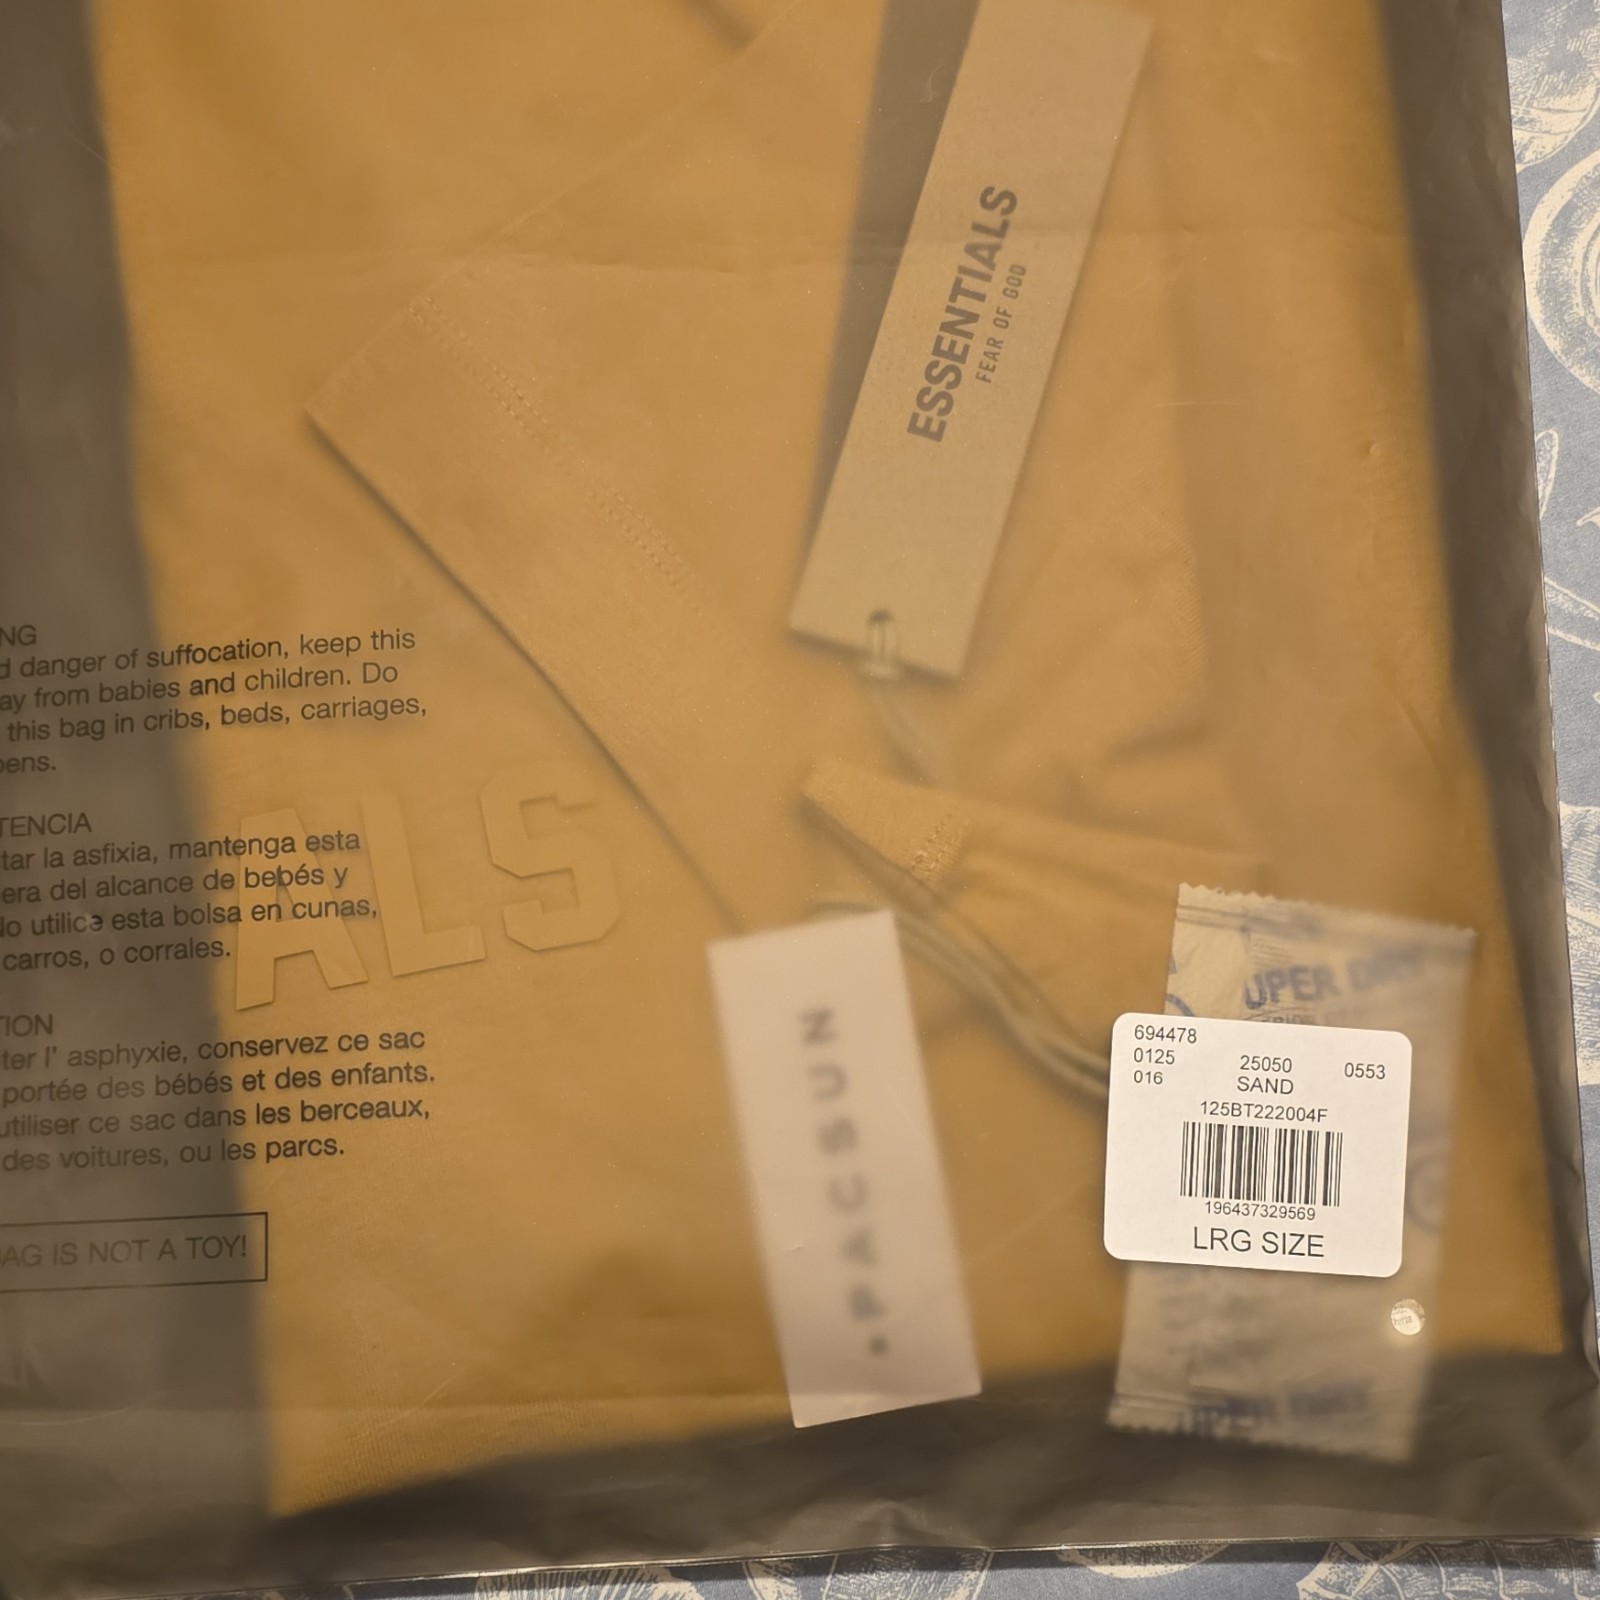 ESSENTIALS
FEAR OF GOD
NG
d danger of suffocation, keep this
ay from babies and children. Do
this bag in cribs, beds, carriages,
pens.
TENCIA
tar la asfixia, mantenga esta
era del alcance de bebés y
No utilice esta bolsa en cunas,
carros, o corrales.
TION
ter l' asphyxie, conservez ce sac
portée des bébés et des enfants.
utiliser ce sac dans les berceaux,
des voitures, ou les parcs.
AG IS NOT A TOY!
ALS
PACSUN
UPER DRY
694478
0125 25050 0553
016 SAND
125BT222004F
196437329569
LRG SIZE